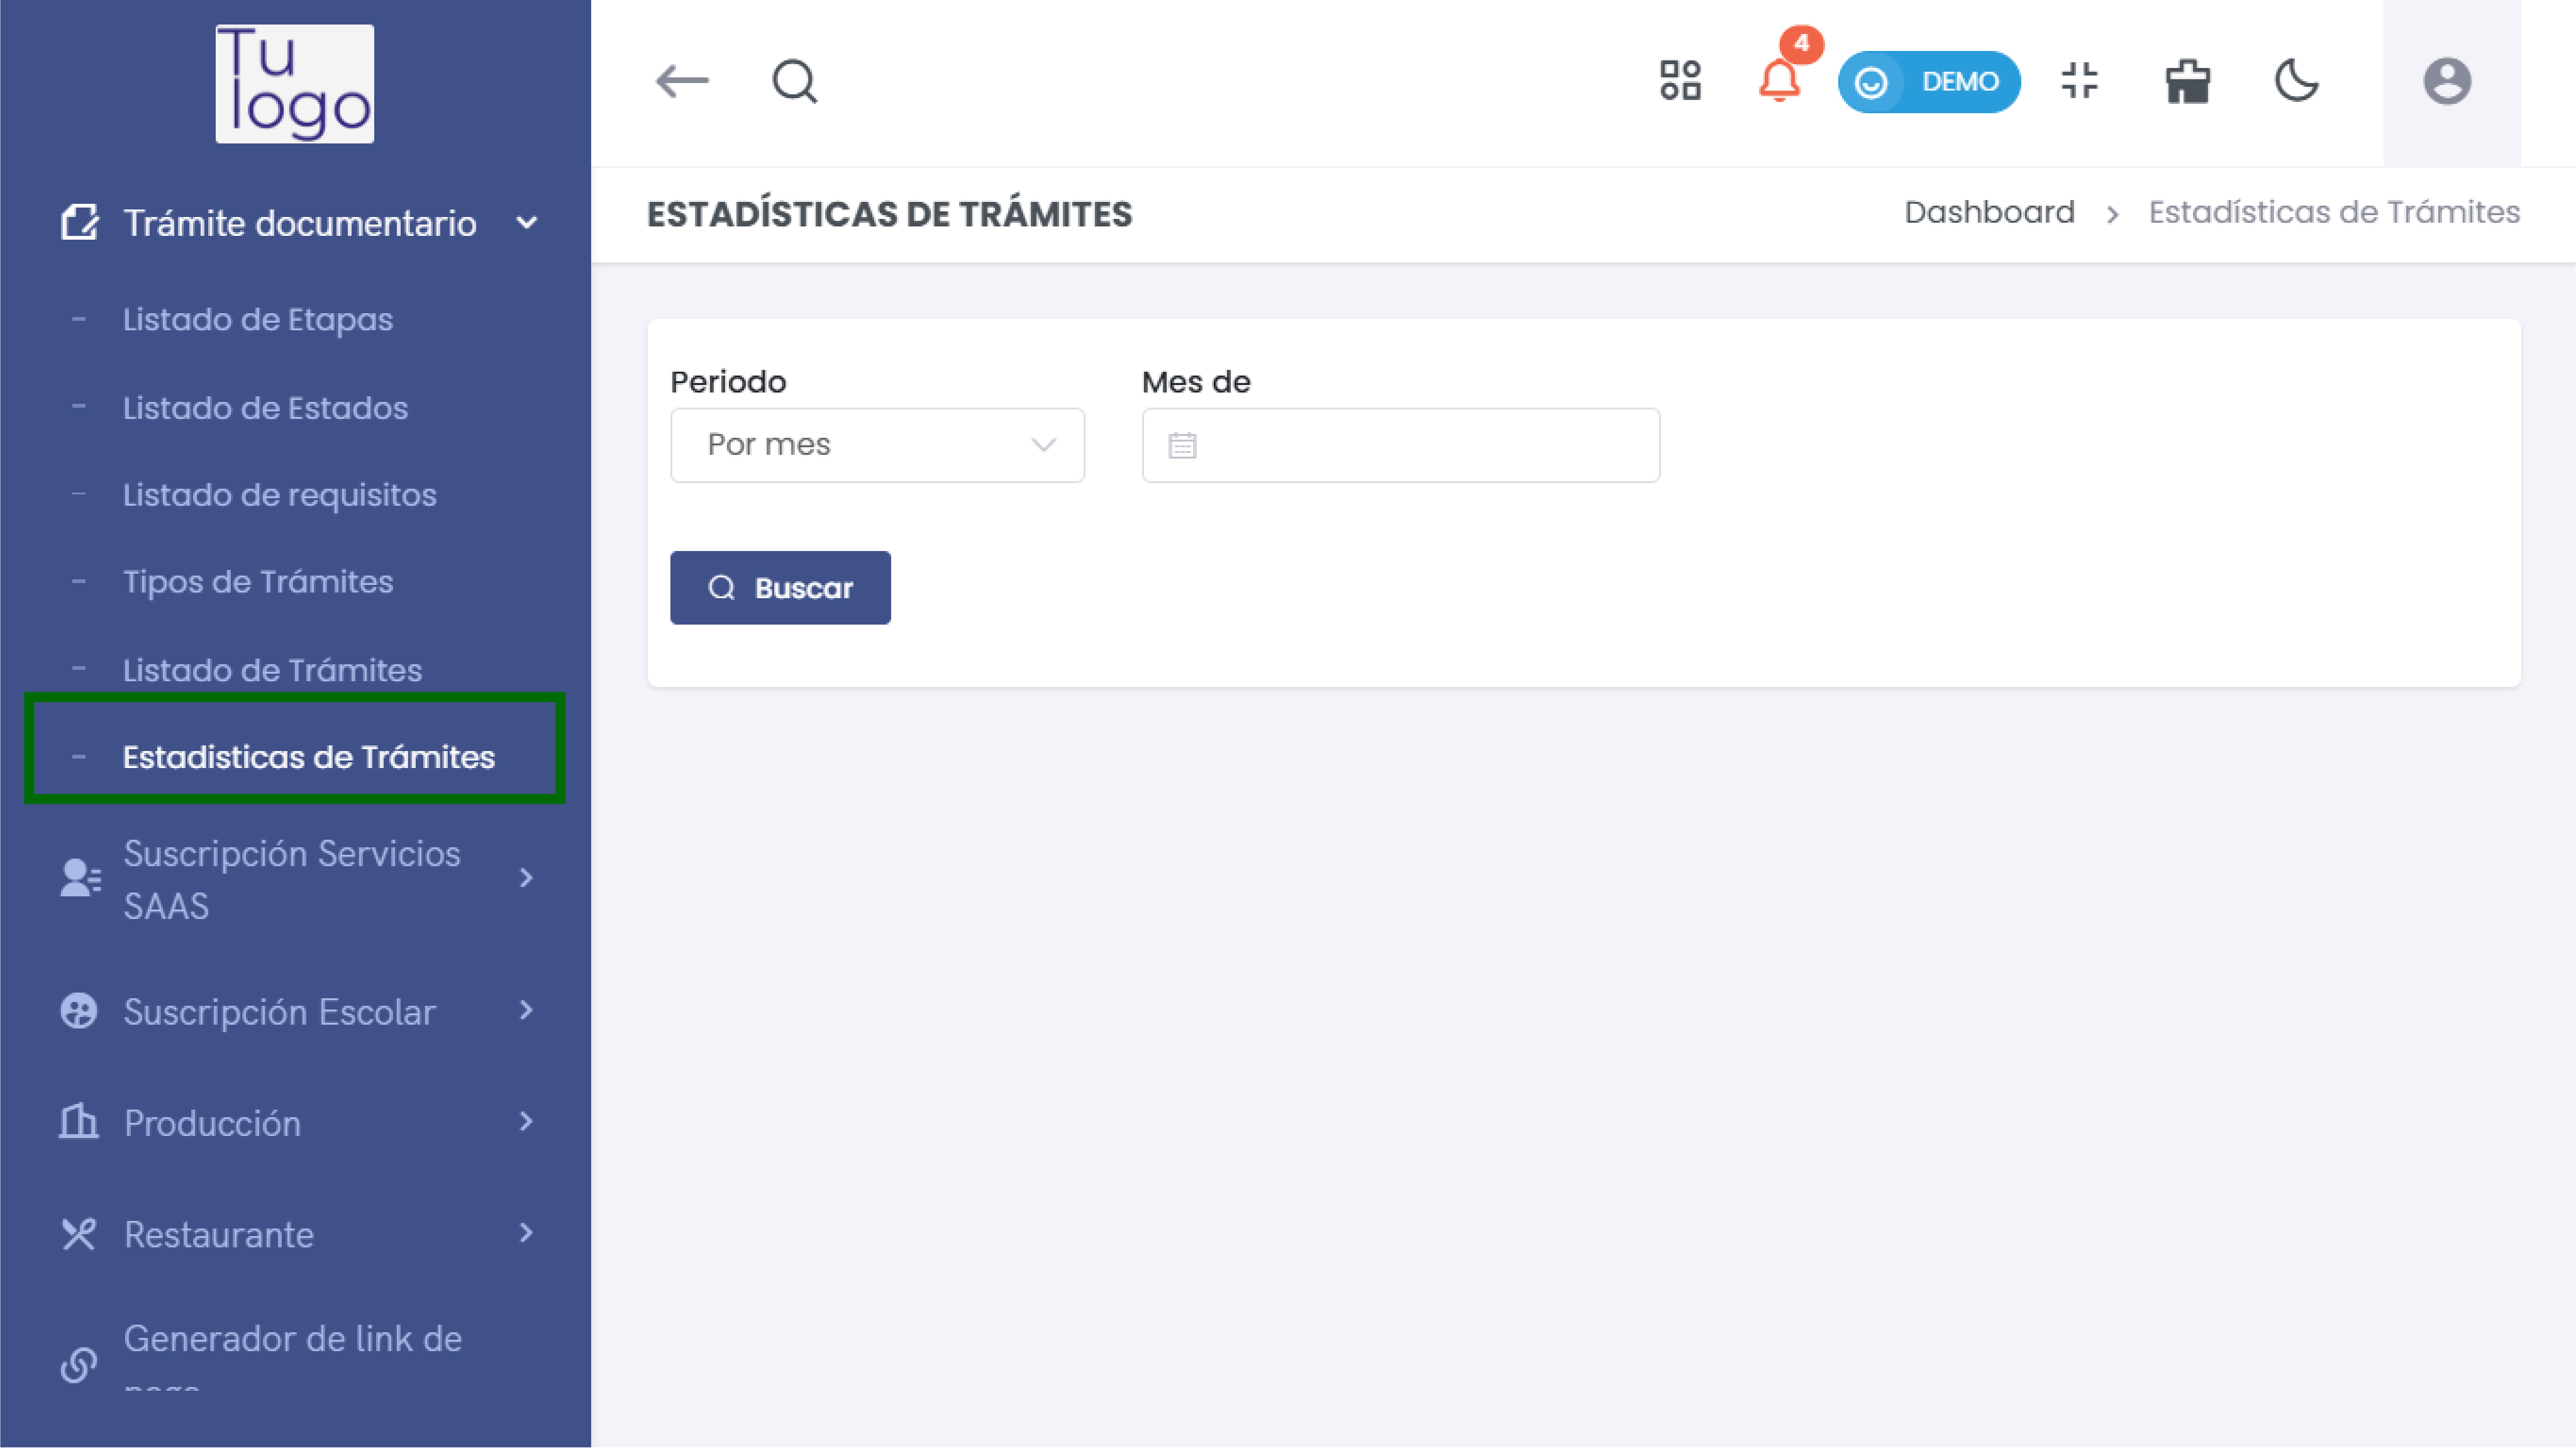 Tu
logo
Trámite documentario
- Listado de Etapas
- Listado de Estados
- Listado de requisitos
- Tipos de Trámites
- Listado de Trámites
- Estadisticas de Trámites
Suscripción Servicios
SAAS
Suscripción Escolar
Producción
Restaurante
Generador de link de
4
DEMO
ESTADÍSTICAS DE TRÁMITES
Dashboard > Estadísticas de Trámites
Periodo
Mes de
Por mes
Buscar